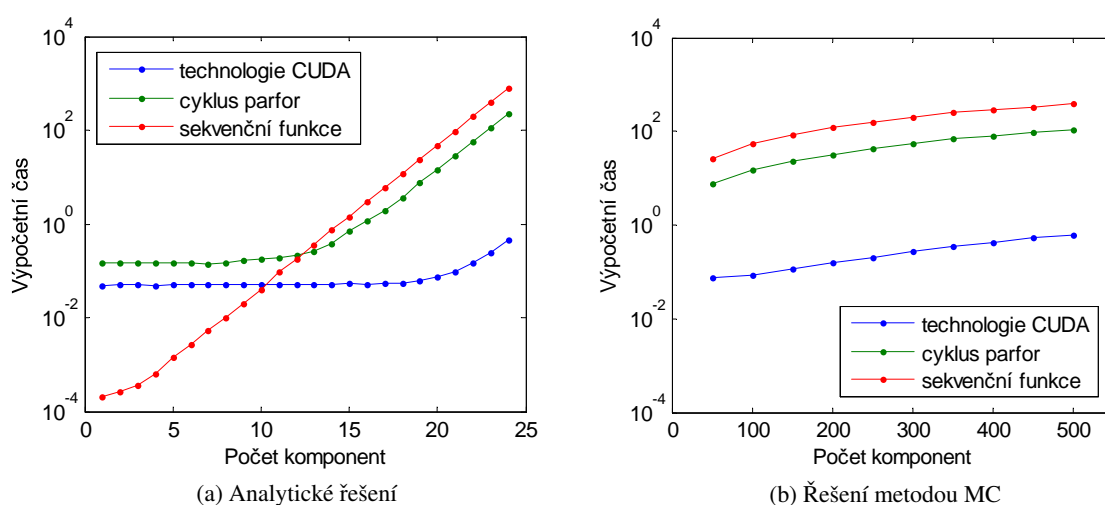 10^4
10^2
10^0
10^-2
10^-4
Výpočetní čas
technologie CUDA
cyklus parfor
sekvenční funkce
0 5 10 15 20 25
Počet komponent
(a) Analytické řešení
10^4
10^2
10^0
10^-2
10^-4
Výpočetní čas
technologie CUDA
cyklus parfor
sekvenční funkce
0 100 200 300 400 500
Počet komponent
(b) Řešení metodou MC